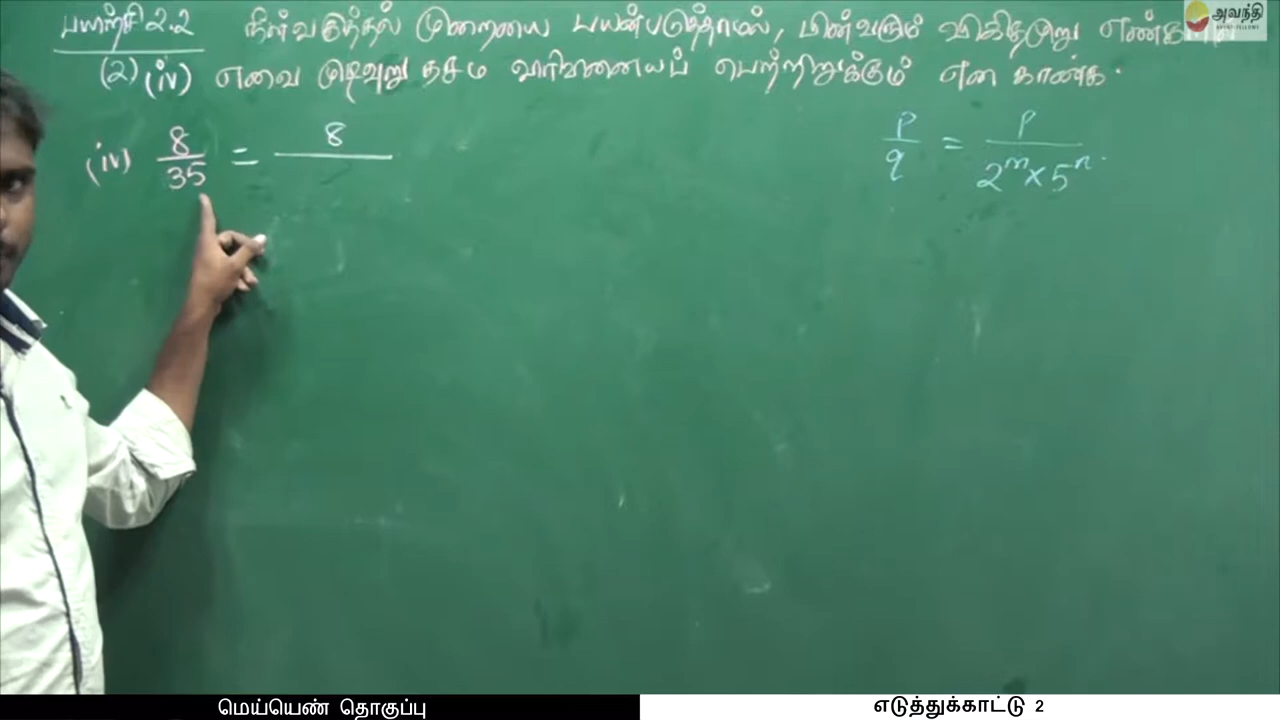 பயிற்சி 2.2 நீள்வகுத்தல் முறையை பயன்படுத்தாமல், பின்வரும் விகிதமுறு எண்களில்
(2) (iv) எவை முடிவுறு தசம விரிவினைப் பெற்றிருக்கும் என காண்க.
(iv) 8/35 = 8/
p/q = p/2^m × 5^n.
அவந்தி
மெய்யெண் தொகுப்பு
எடுத்துக்காட்டு 2